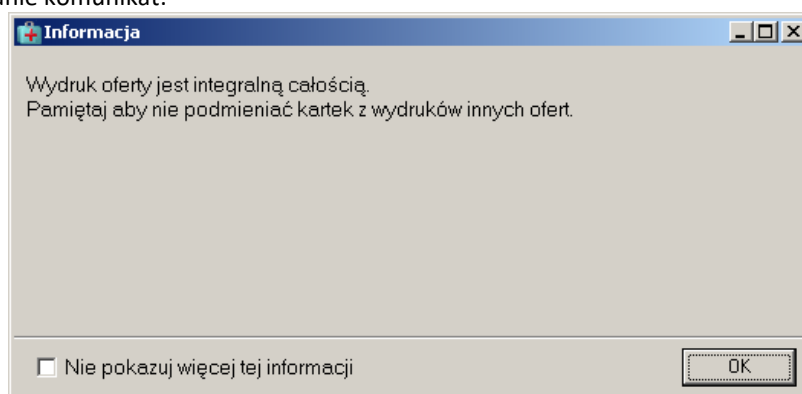 komunikat:
Informacja
Wydruk oferty jest integralną całością.
Pamiętaj aby nie podmieniać kartek z wydruków innych ofert.
Nie pokazuj więcej tej informacji
OK